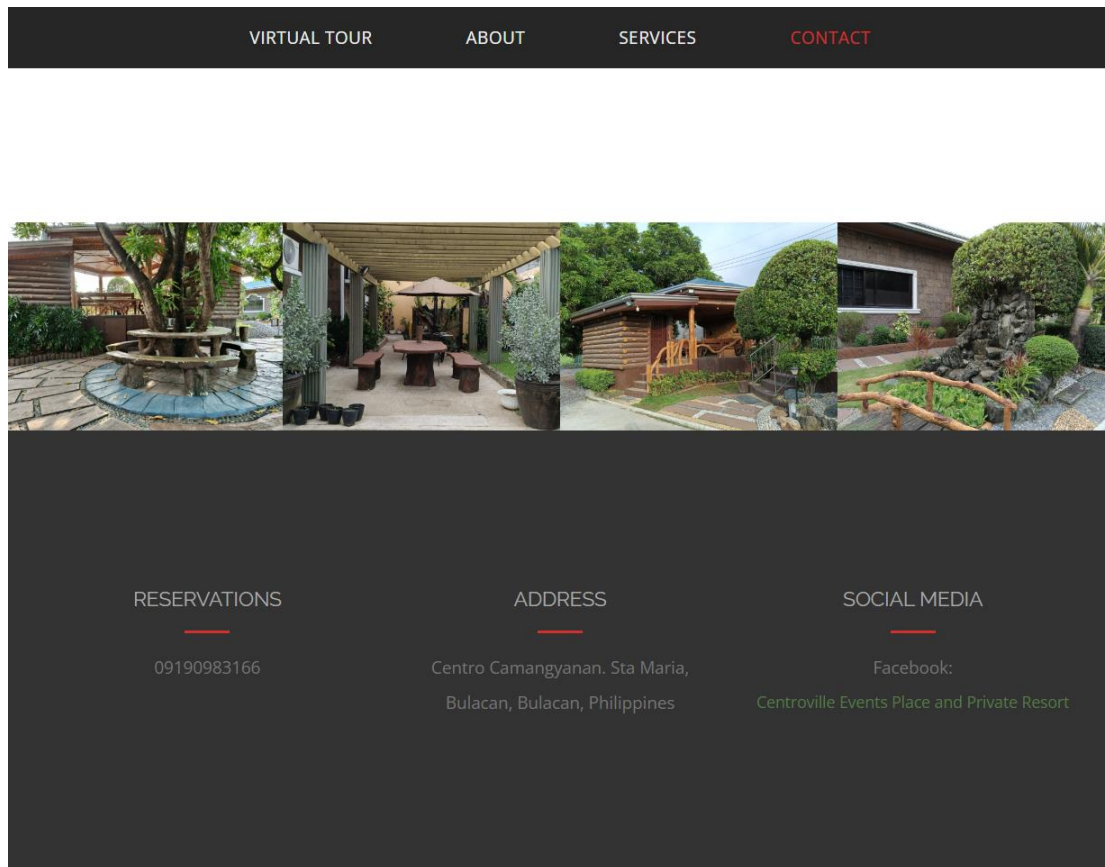 VIRTUAL TOUR ABOUT SERVICES CONTACT
RESERVATIONS
09190983166
ADDRESS
Centro Camangyanan. Sta Maria,
Bulacan, Bulacan, Philippines
SOCIAL MEDIA
Facebook:
Centroville Events Place and Private Resort